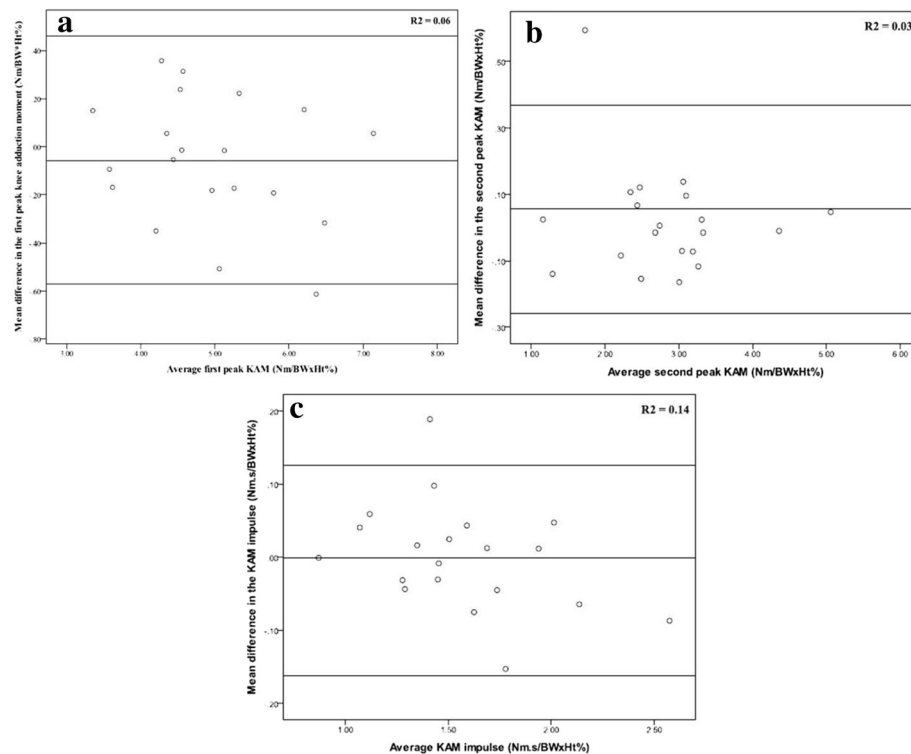 a
R2 = 0.06
Mean difference in the first peak knee adduction moment (Nm/BW*Ht%)
.40
.20
.00
-.20
-.40
-.60
-.80
3.00 4.00 5.00 6.00 7.00 8.00
Average first peak KAM (Nm/BWxHt%)
b
R2 = 0.03
Mean difference in the second peak KAM (Nm/BWxHt%)
.50
.30
.10
-.10
-.30
1.00 2.00 3.00 4.00 5.00 6.00
Average second peak KAM (Nm/BWxHt%)
c
R2 = 0.14
Mean difference in the KAM impulse (Nm.s/BWxHt%)
.20
.10
.00
-.10
-.20
1.00 1.50 2.00 2.50
Average KAM impulse (Nm.s/BWxHt%)